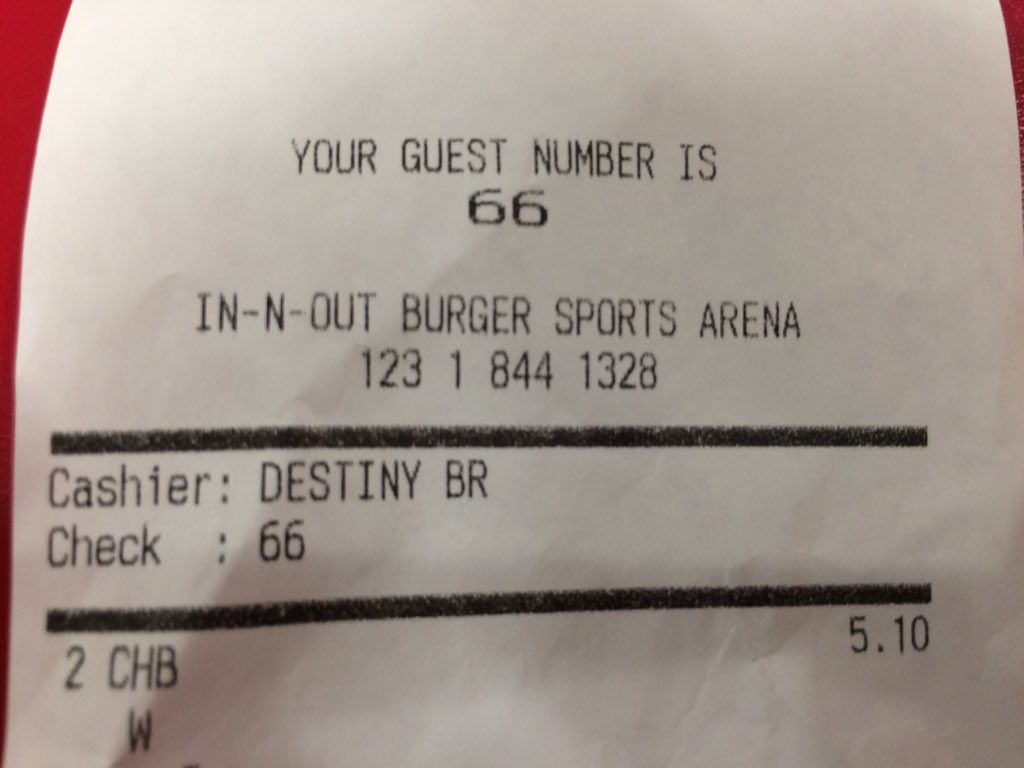 YOUR GUEST NUMBER IS
66
IN-N-OUT BURGER SPORTS ARENA
123 1 844 1328
Cashier: DESTINY BR
Check : 66
2 CHB 5.10
W